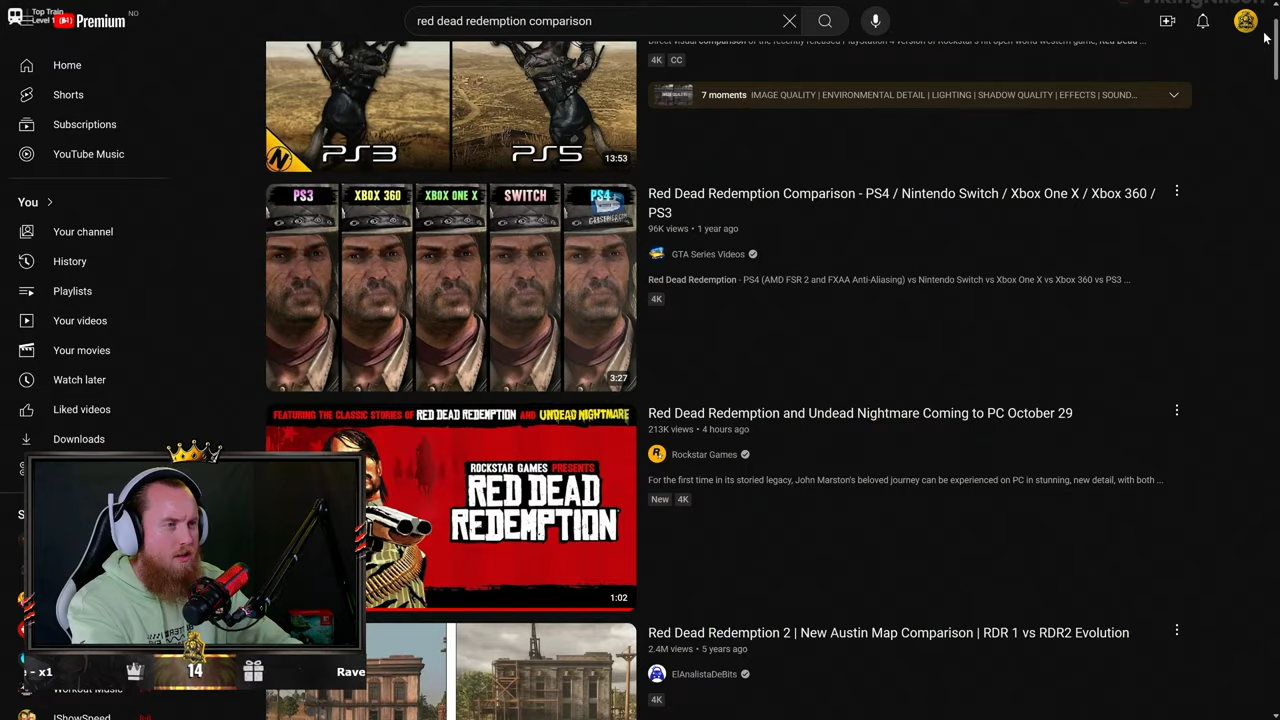 Top Train
Level 1
Premium
NO
red dead redemption comparison
Home
Shorts
Subscriptions
YouTube Music
You
Your channel
History
Playlists
Your videos
Your movies
Watch later
Liked videos
Downloads
PS3
PS5
13:53
4K
CC
7 moments IMAGE QUALITY | ENVIRONMENTAL DETAIL | LIGHTING | SHADOW QUALITY | EFFECTS | SOUND...
PS3
XBOX 360
XBOX ONE X
SWITCH
PS4
3:27
Red Dead Redemption Comparison - PS4 / Nintendo Switch / Xbox One X / Xbox 360 /
PS3
96K views • 1 year ago
GTA Series Videos
Red Dead Redemption - PS4 (AMD FSR 2 and FXAA Anti-Aliasing) vs Nintendo Switch vs Xbox One X vs Xbox 360 vs PS3 ...
4K
FEATURING THE CLASSIC STORIES OF RED DEAD REDEMPTION AND UNDEAD NIGHTMARE
ROCKSTAR GAMES PRESENTS
RED DEAD
REDEMPTION
1:02
Red Dead Redemption and Undead Nightmare Coming to PC October 29
213K views • 4 hours ago
Rockstar Games
For the first time in its storied legacy, John Marston's beloved journey can be experienced on PC in stunning, new detail, with both ...
New
4K
Red Dead Redemption 2 | New Austin Map Comparison | RDR 1 vs RDR2 Evolution
2.4M views • 5 years ago
ElAnalistaDeBits
4K
e - x1
14
Rave
Workout Music
IShowSpeed